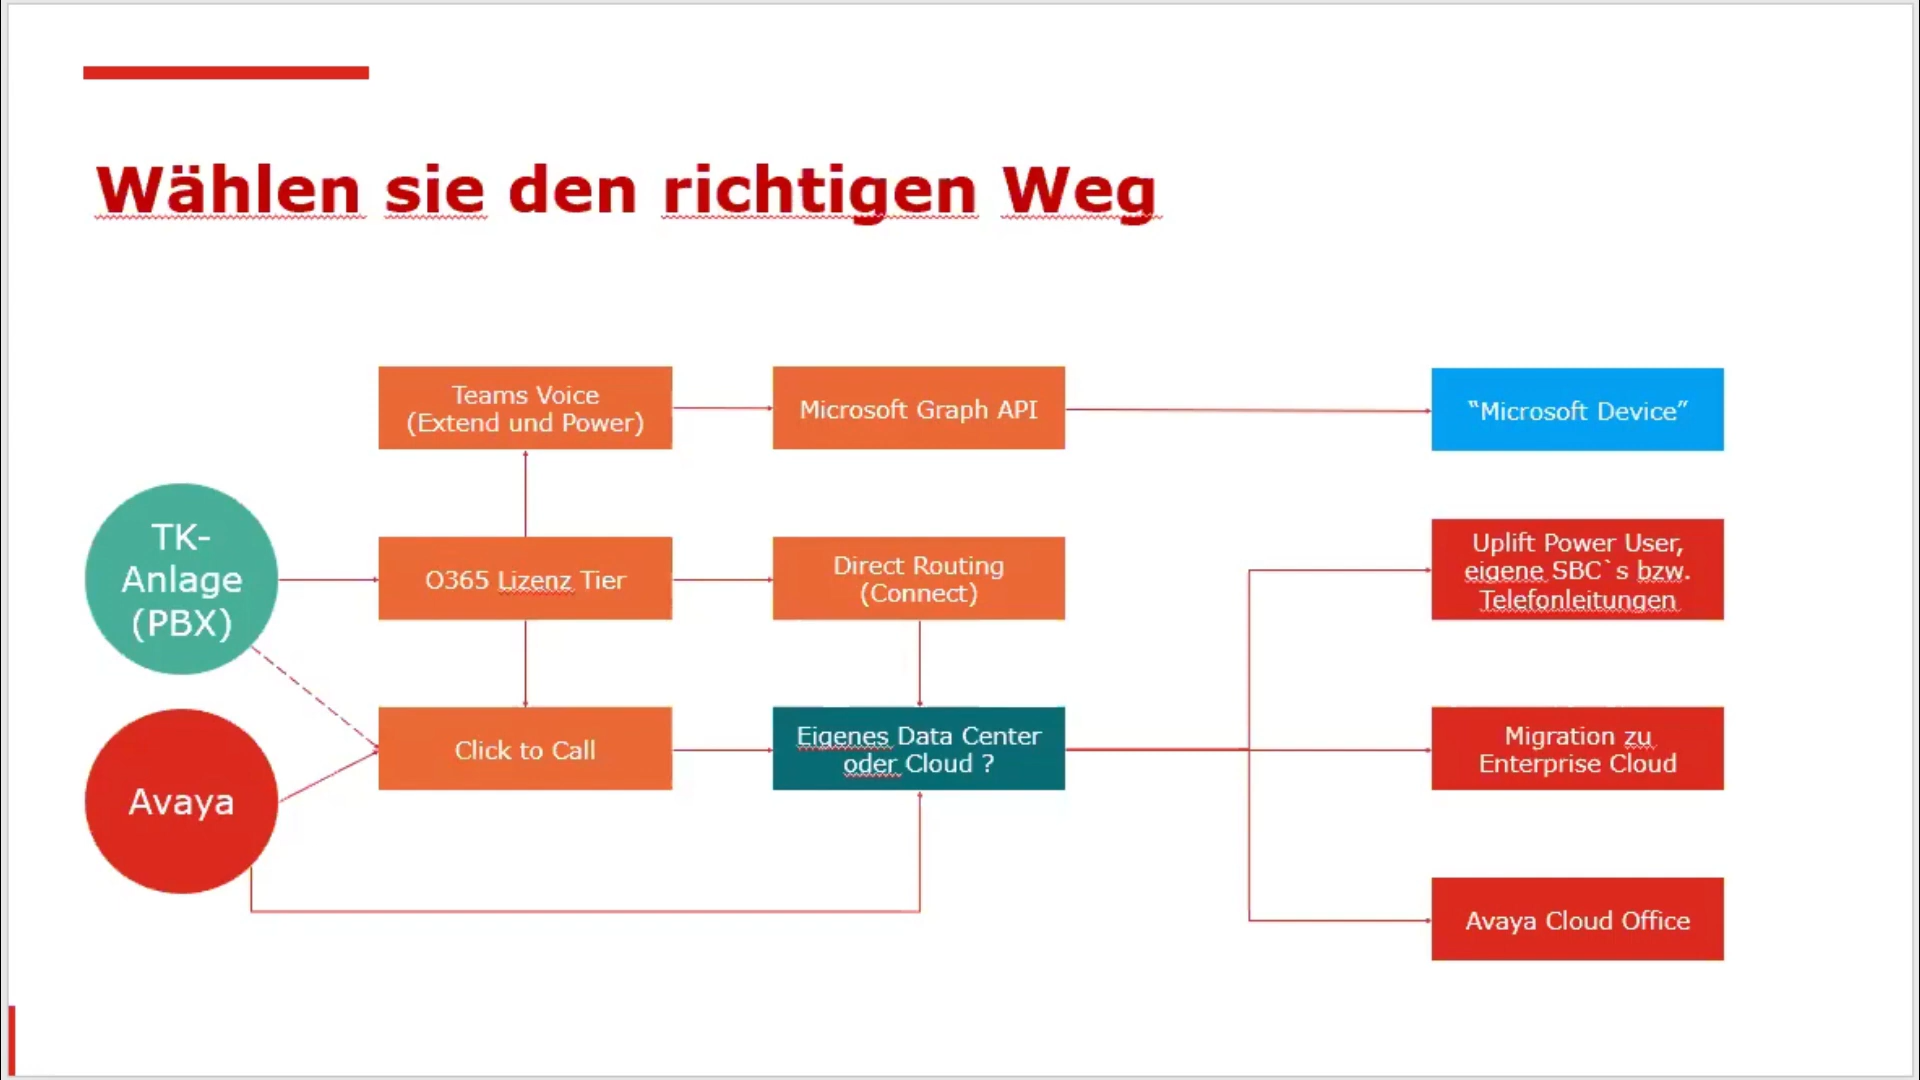 Wählen sie den richtigen Weg
Teams Voice
(Extend und Power)
Microsoft Graph API
“Microsoft Device”
TK-
Anlage
(PBX)
O365 Lizenz Tier
Direct Routing
(Connect)
Uplift Power User,
eigene SBC`s bzw.
Telefonleitungen
Avaya
Click to Call
Eigenes Data Center
oder Cloud ?
Migration zu
Enterprise Cloud
Avaya Cloud Office